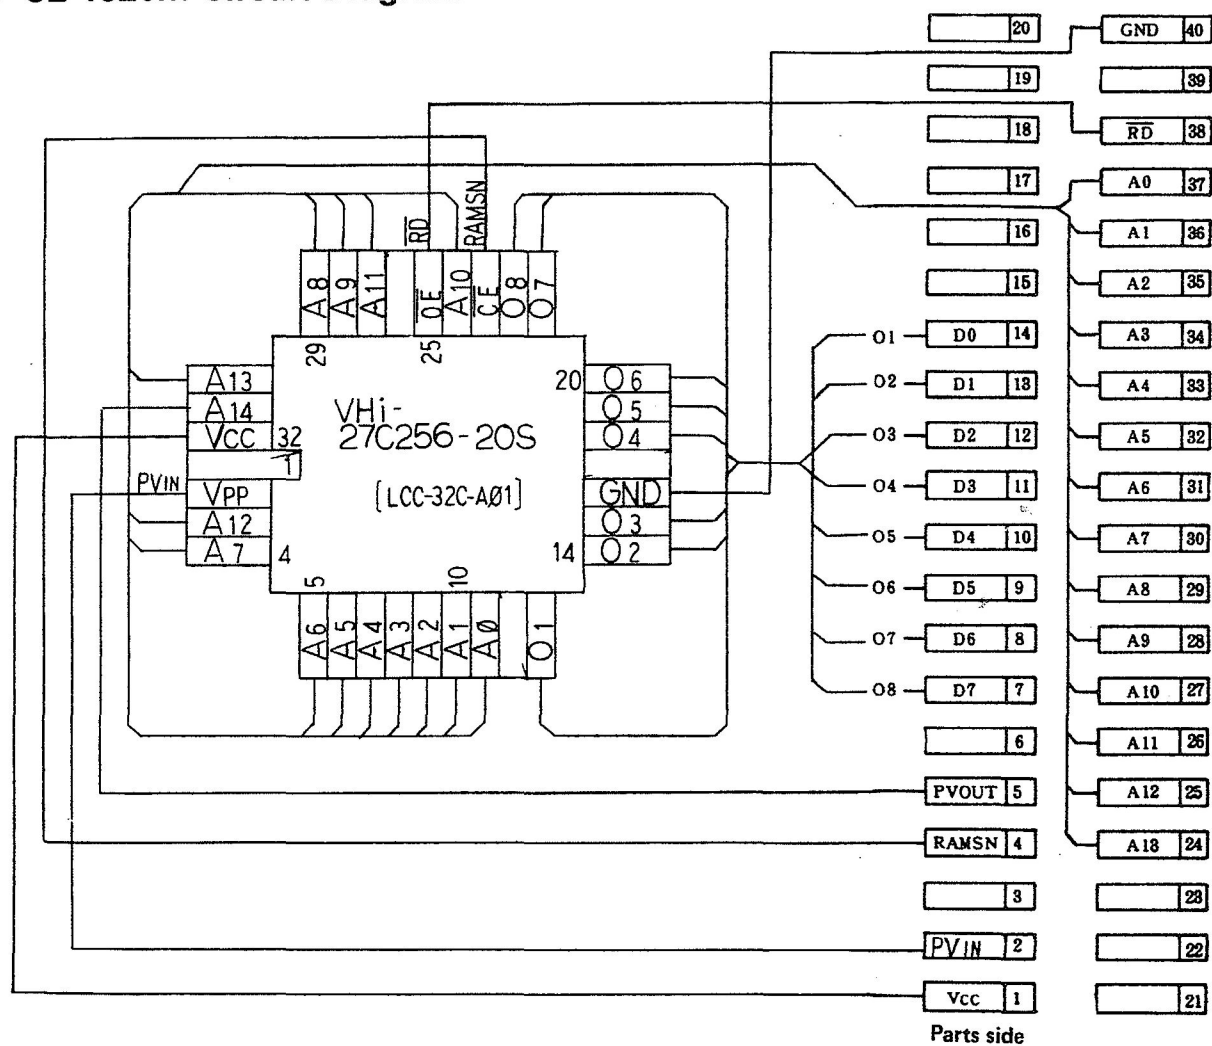 20 GND 40
19 39
18 RD 38
17 A0 37
16 A1 36
15 A2 35
O1 D0 14 A3 34
O2 D1 13 A4 33
O3 D2 12 A5 32
O4 D3 11 A6 31
O5 D4 10 A7 30
O6 D5 9 A8 29
O7 D6 8 A9 28
O8 D7 7 A10 27
6 A11 26
PVOUT 5 A12 25
RAMSN 4 A13 24
3 23
PVIN 2 22
VCC 1 21
Parts side
RD RAMSN
A8 A9 A11 OE A10 CE O8 O7
29 25
A13
A14
VCC 32
1
PVIN VPP
A12
A7 4
VHi-
27C256-20S
[LCC-32C-AØ1]
20 O6
O5
O4
GND
O3
14 O2
5 10
A6 A5 A4 A3 A2 A1 AØ O1